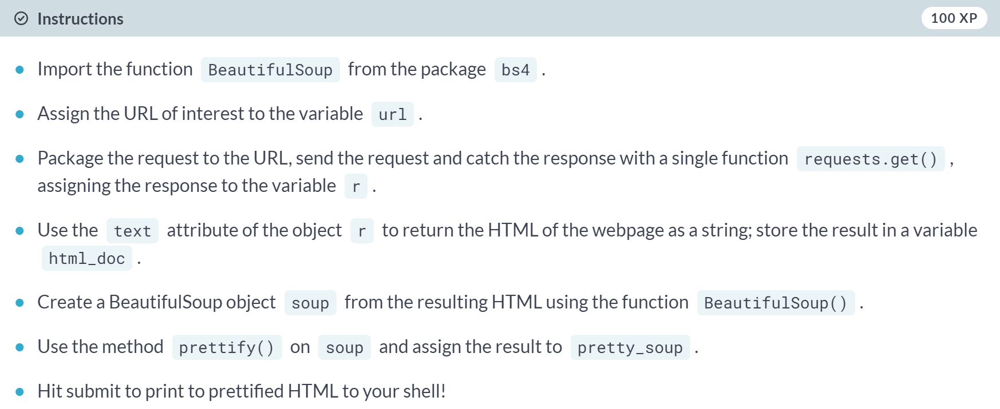 Instructions
100 XP
Import the function BeautifulSoup from the package bs4 .
Assign the URL of interest to the variable url .
Package the request to the URL, send the request and catch the response with a single function requests.get() ,
assigning the response to the variable r .
Use the text attribute of the object r to return the HTML of the webpage as a string; store the result in a variable
html_doc .
Create a BeautifulSoup object soup from the resulting HTML using the function BeautifulSoup() .
Use the method prettify() on soup and assign the result to pretty_soup .
Hit submit to print to prettified HTML to your shell!